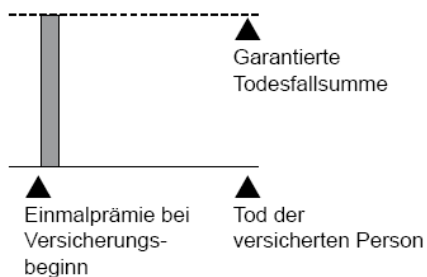 Garantierte
Todesfallsumme
Einmalprämie bei
Versicherungs-
beginn
Tod der
versicherten Person